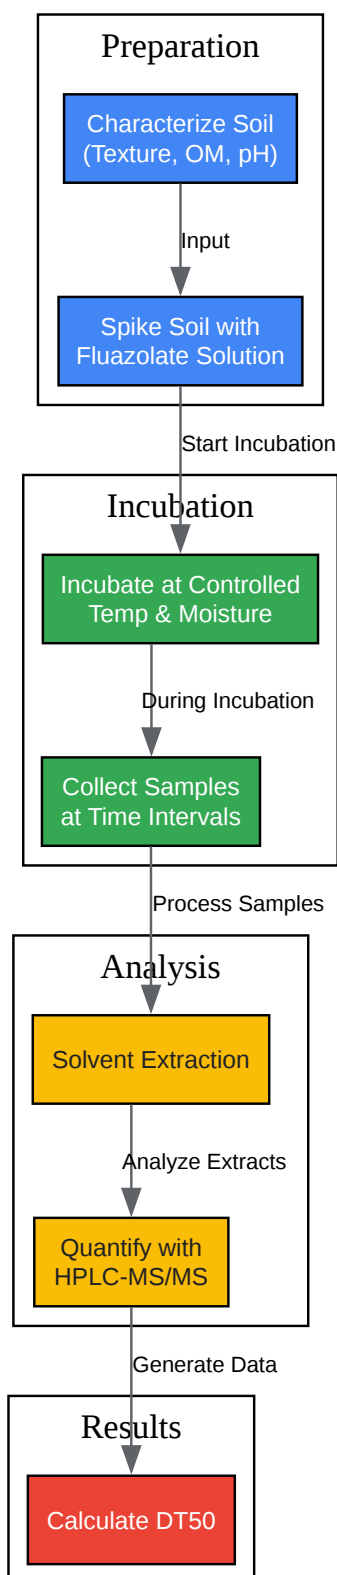 Preparation
Characterize Soil
(Texture, OM, pH)
Input
Spike Soil with
Fluazolate Solution
Start Incubation
Incubation
Incubate at Controlled
Temp & Moisture
During Incubation
Collect Samples
at Time Intervals
Process Samples
Analysis
Solvent Extraction
Analyze Extracts
Quantify with
HPLC-MS/MS
Generate Data
Results
Calculate DT50